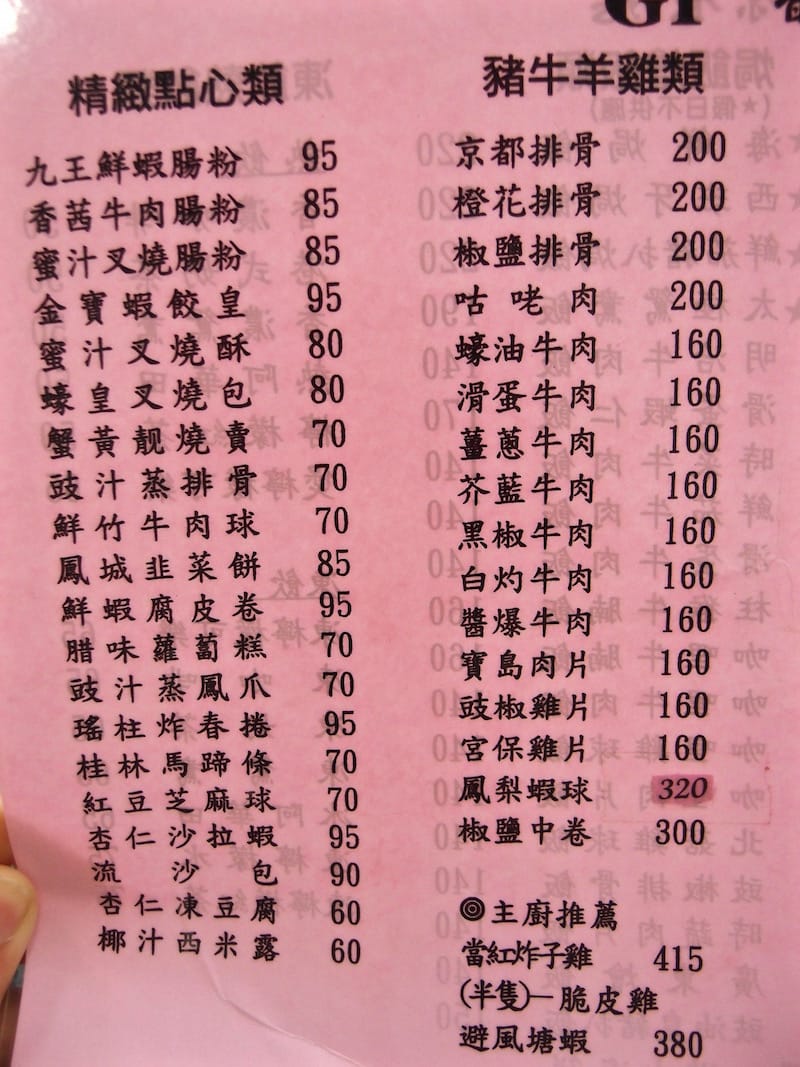 精緻點心類
九王鮮蝦腸粉 95
香茜牛肉腸粉 85
蜜汁叉燒腸粉 85
金寶蝦餃皇 95
蜜汁叉燒酥 80
蠔皇叉燒包 80
蟹黃靚燒賣 70
豉汁蒸排骨 70
鮮竹牛肉球 70
鳳城韭菜餅 85
鮮蝦腐皮卷 95
腊味蘿蔔糕 70
豉汁蒸鳳爪 70
瑤柱炸春捲 95
桂林馬蹄條 70
紅豆芝麻球 70
杏仁沙拉蝦 95
流沙包 90
杏仁凍豆腐 60
椰汁西米露 60
豬牛羊雞類
京都排骨 200
橙花排骨 200
椒鹽排骨 200
咕咾肉 200
蠔油牛肉 160
滑蛋牛肉 160
薑蔥牛肉 160
芥藍牛肉 160
黑椒牛肉 160
白灼牛肉 160
醬爆牛肉 160
寶島肉片 160
豉椒雞片 160
宮保雞片 160
鳳梨蝦球 320
椒鹽中卷 300
◎主廚推薦
當紅炸子雞 415
(半隻)─脆皮雞
避風塘蝦 380